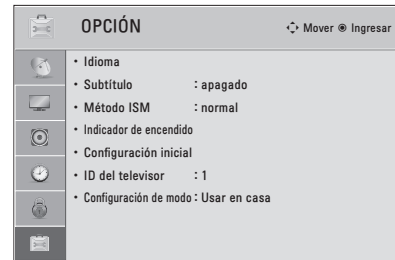 OPCIÓN
Mover Ingresar
• Idioma
• Subtítulo : apagado
• Método ISM : normal
• Indicador de encendido
• Configuración inicial
• ID del televisor : 1
• Configuración de modo : Usar en casa